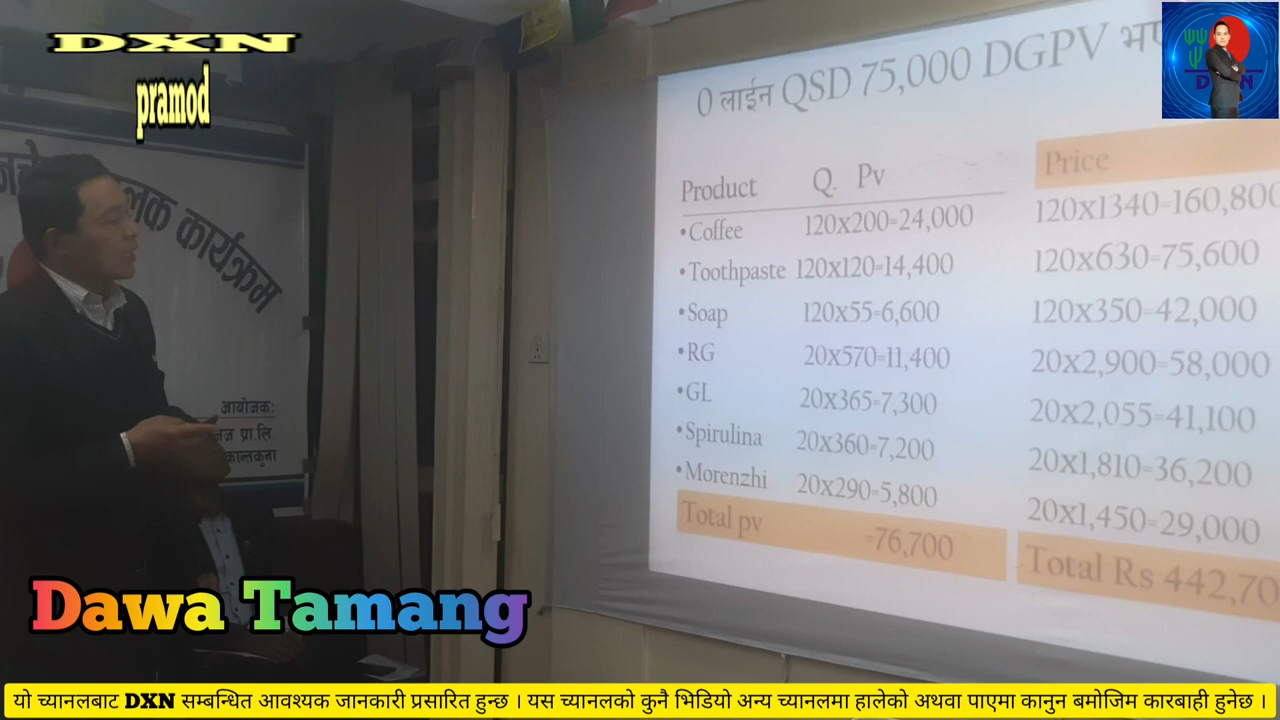 DXN
pramod
DXN
0 लाईन QSD 75,000 DGPV
Product Q. Pv
•Coffee 120x200=24,000
•Toothpaste 120x120=14,400
•Soap 120x55=6,600
•RG 20x570=11,400
•GL 20x365=7,300
•Spirulina 20x360=7,200
•Morenzhi 20x290=5,800
Total pv =76,700
Price
120x1340=160,800
120x630=75,600
120x350=42,000
20x2,900=58,000
20x2,055=41,100
20x1,810=36,200
20x1,450=29,000
Total Rs 442,70
कार्यक्रम
आयोजक:
प्रा.लि.
Dawa Tamang
यो च्यानलबाट DXN सम्बन्धित आवश्यक जानकारी प्रसारित हुन्छ । यस च्यानलको कुनै भिडियो अन्य च्यानलमा हालेको अथवा पाएमा कानुन बमोजिम कारबाही हुनेछ ।